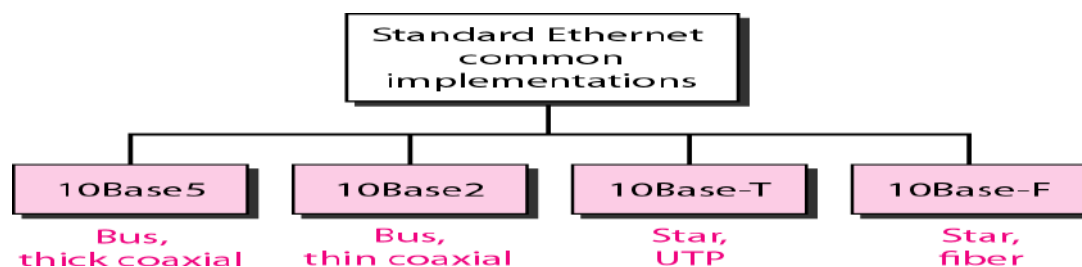 Standard Ethernet
common
implementations
10Base5
10Base2
10Base-T
10Base-F
Bus,
thick coaxial
Bus,
thin coaxial
Star,
UTP
Star,
fiber